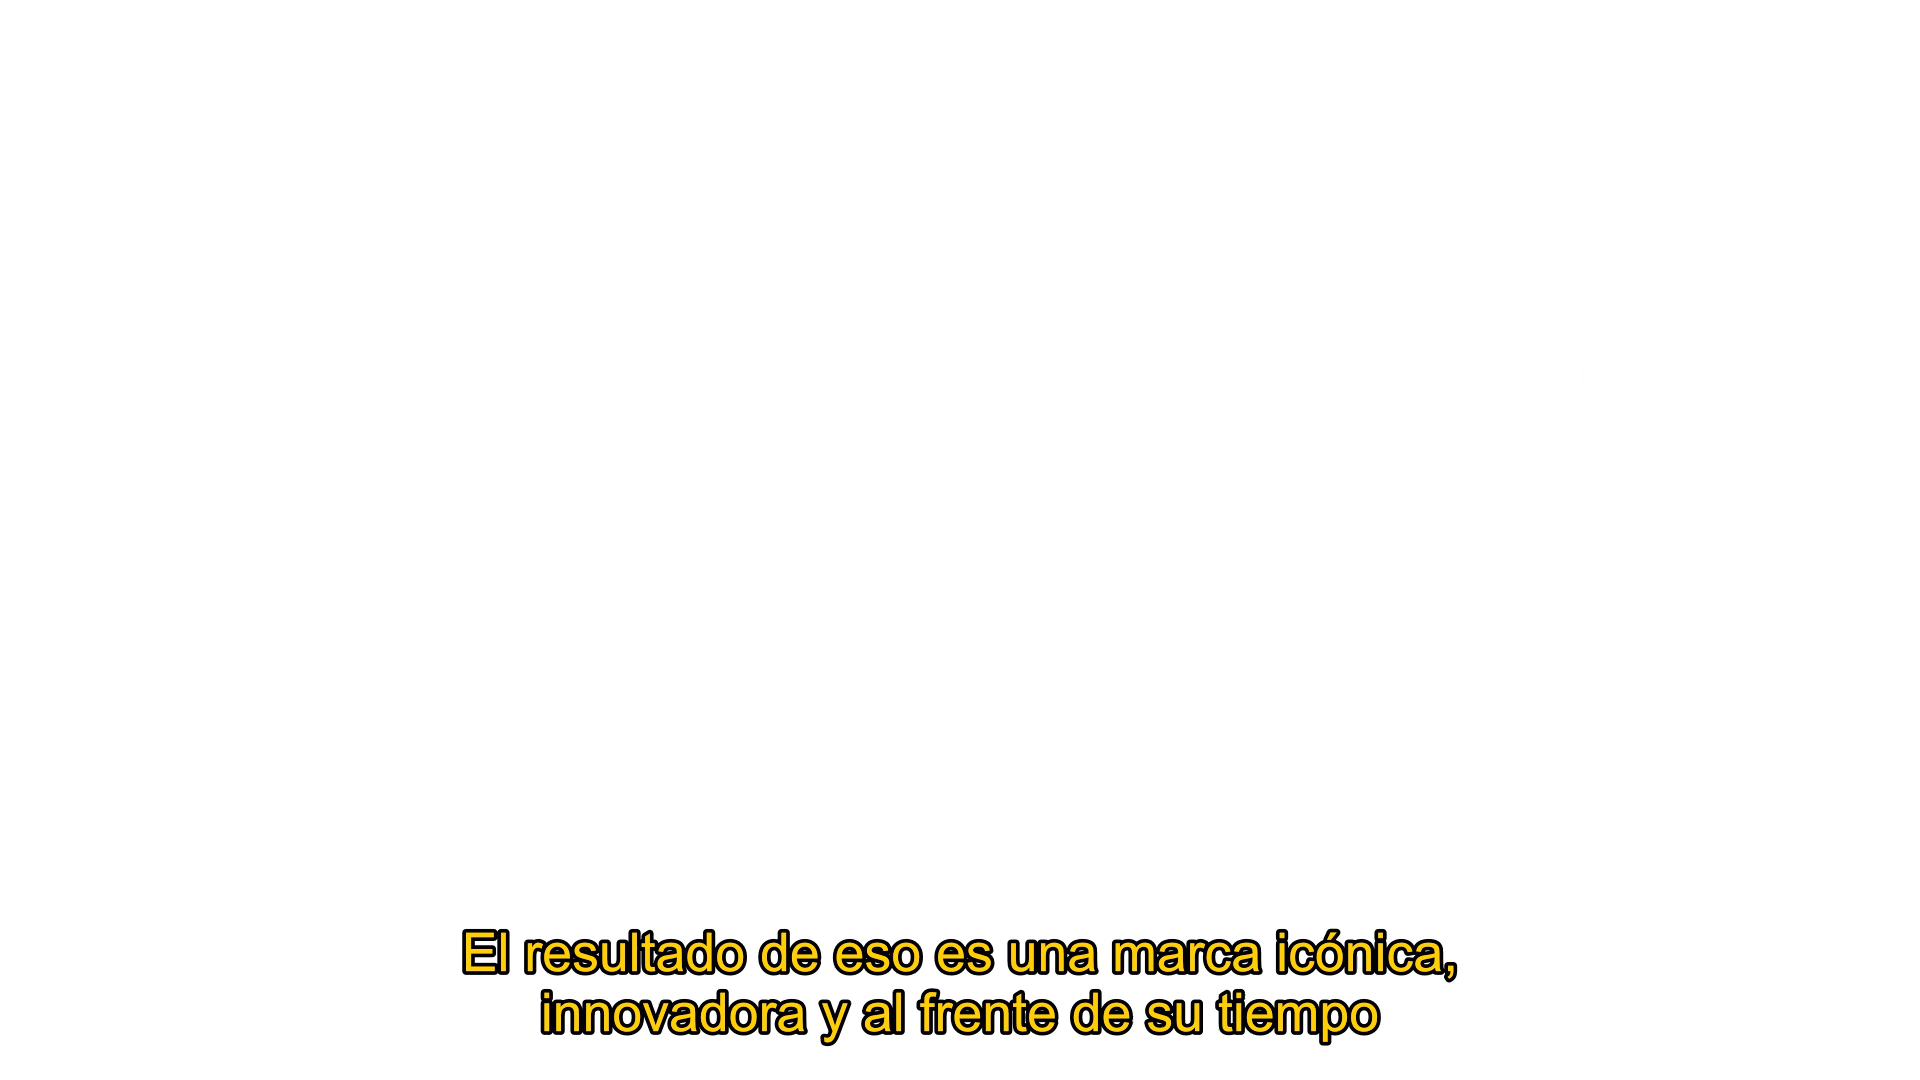 El resultado de eso es una marca icónica,
innovadora y al frente de su tiempo